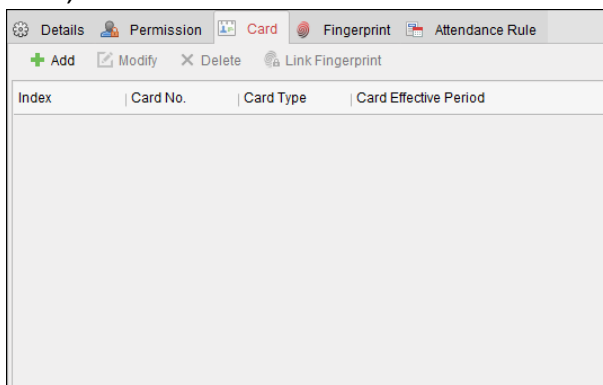 Details Permission Card Fingerprint Attendance Rule
Add Modify Delete Link Fingerprint
Index Card No. Card Type Card Effective Period